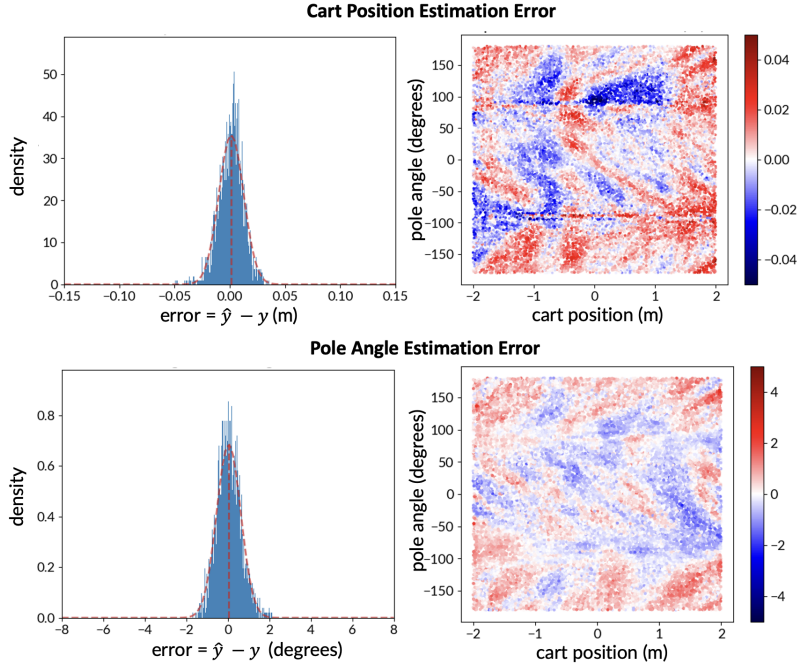 Cart Position Estimation Error
density
50
40
30
20
10
0
−0.15 −0.10 −0.05 0.00 0.05 0.10 0.15
error = ŷ − y (m)
pole angle (degrees)
150
100
50
0
−50
−100
−150
−2 −1 0 1 2
cart position (m)
0.04
0.02
0.00
−0.02
−0.04
Pole Angle Estimation Error
density
0.8
0.6
0.4
0.2
0.0
−8 −6 −4 −2 0 2 4 6 8
error = ŷ − y (degrees)
pole angle (degrees)
150
100
50
0
−50
−100
−150
−2 −1 0 1 2
cart position (m)
4
2
0
−2
−4